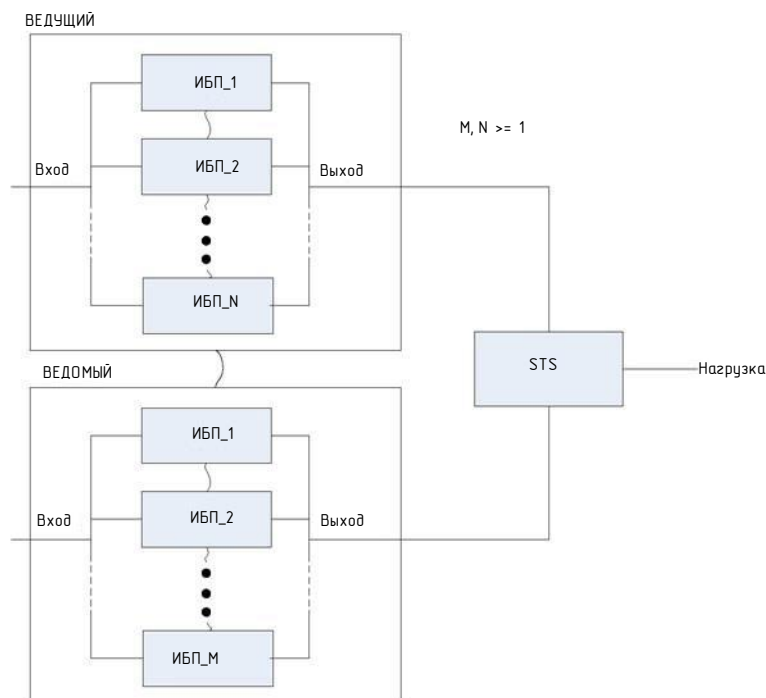 ВЕДУЩИЙ
ИБП_1
M, N >= 1
Вход
ИБП_2
Выход
ИБП_N
STS
Нагрузка
ВЕДОМЫЙ
ИБП_1
Вход
ИБП_2
Выход
ИБП_M